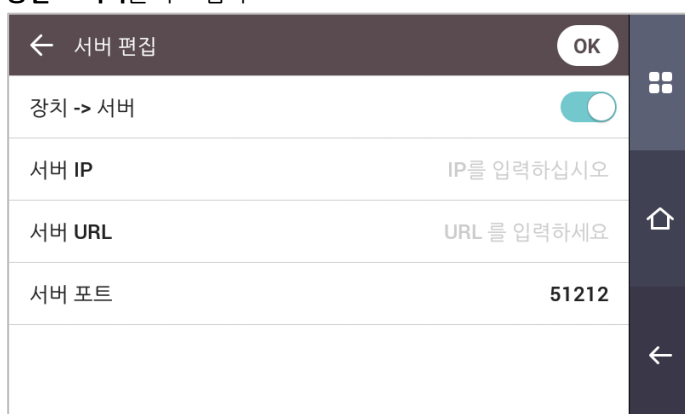 서버 편집
OK
장치 -> 서버
서버 IP
IP를 입력하십시오
서버 URL
URL 를 입력하세요
서버 포트
51212